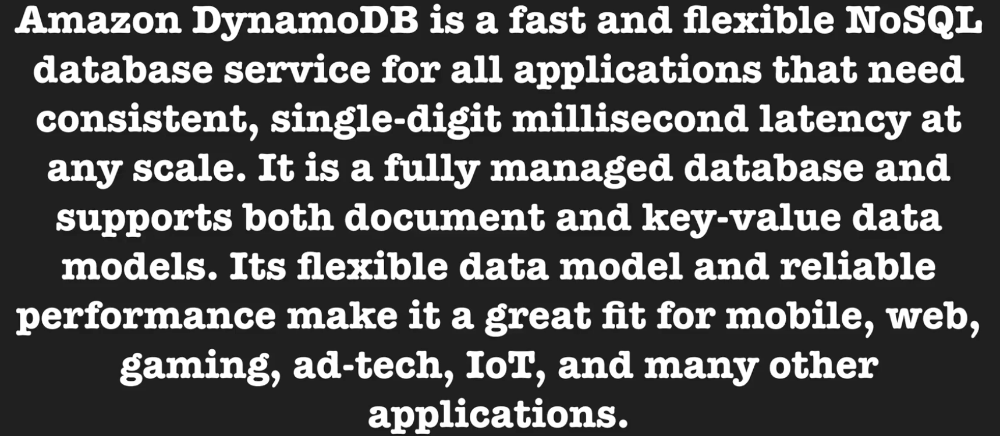 Amazon DynamoDB is a fast and flexible NoSQL
database service for all applications that need
consistent, single-digit millisecond latency at
any scale. It is a fully managed database and
supports both document and key-value data
models. Its flexible data model and reliable
performance make it a great fit for mobile, web,
gaming, ad-tech, IoT, and many other
applications.